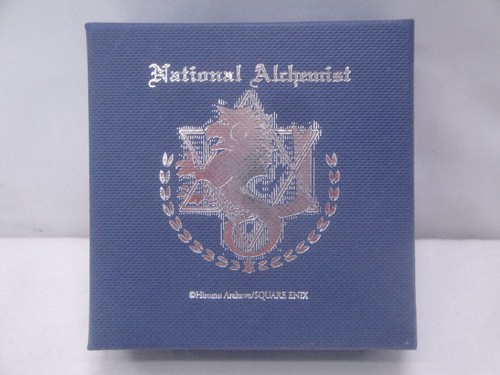 National Alchemist
©Hiromu Arakawa/SQUARE ENIX